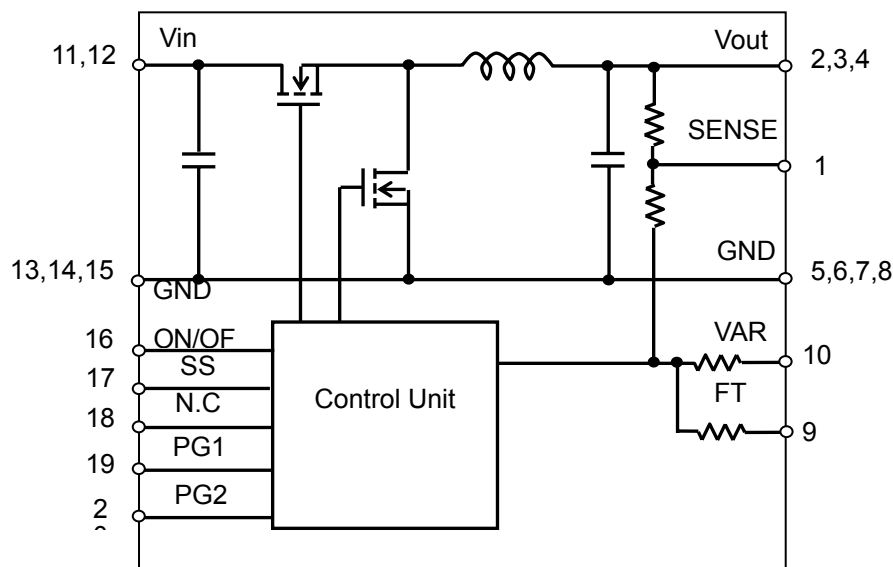 Vin
Vout
11,12
2,3,4
SENSE
1
GND
13,14,15
5,6,7,8
GND
16
ON/OF
VAR
10
SS
17
FT
N.C
18
Control Unit
9
PG1
19
PG2
2